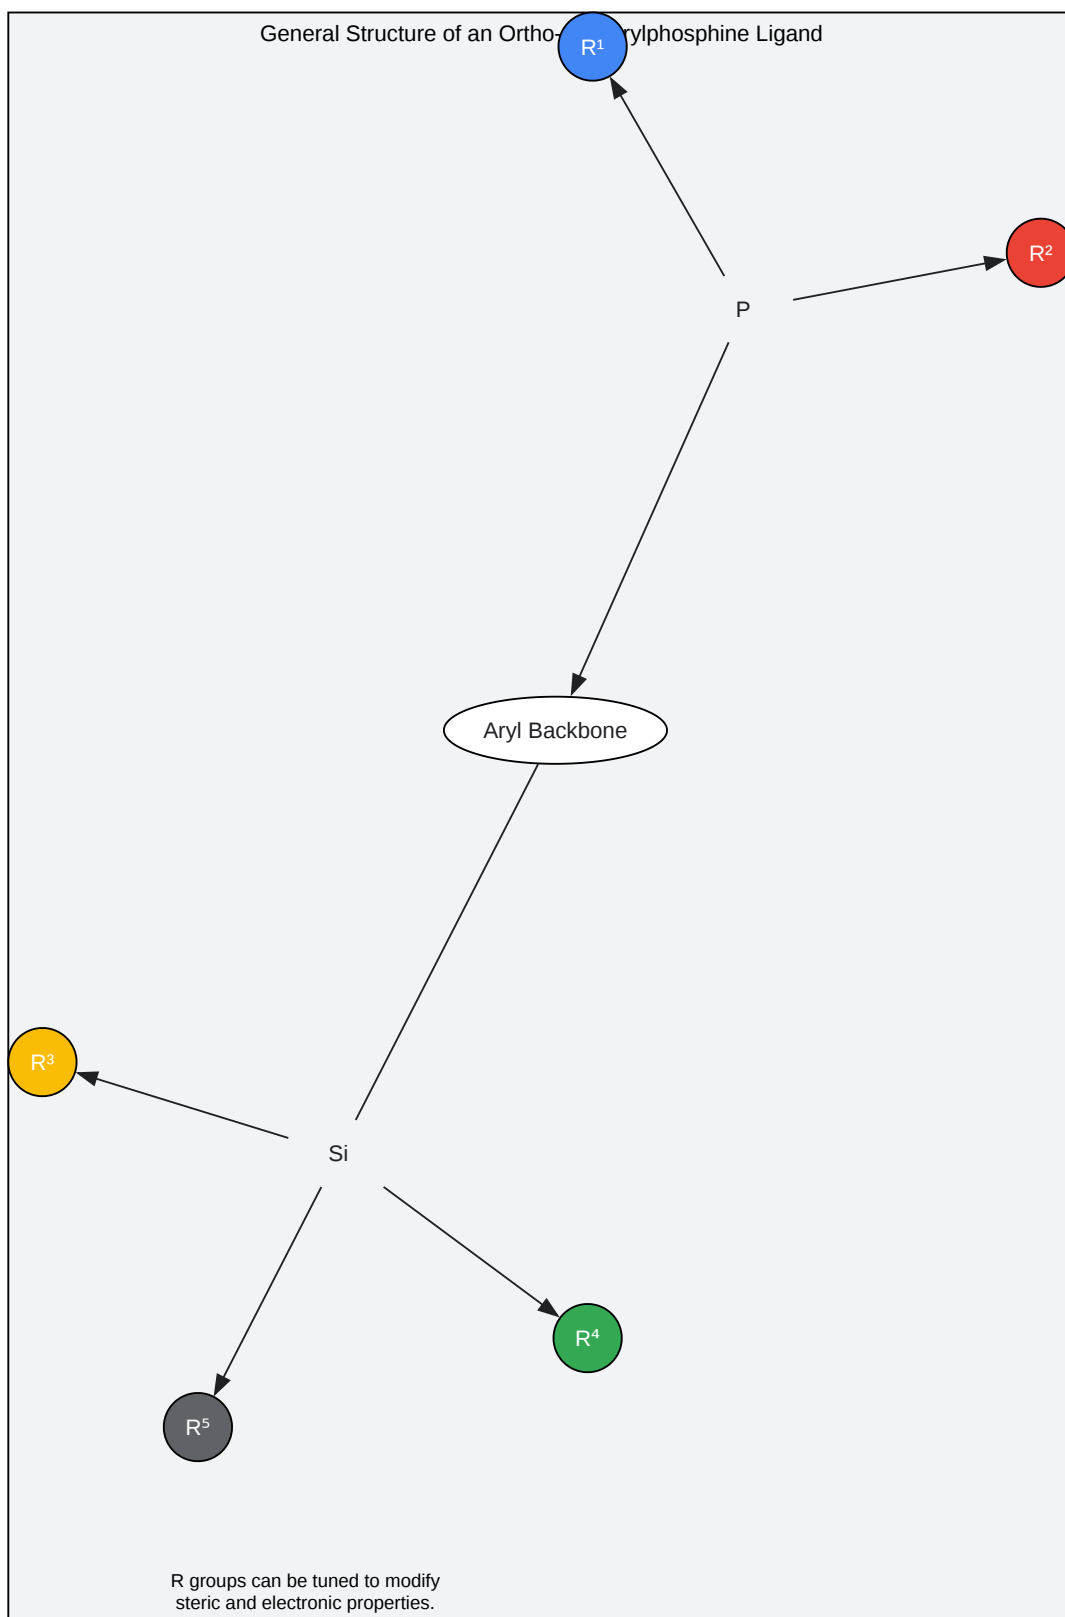 General Structure of an Ortho- rylphosphine Ligand
R¹
R²
P
Aryl Backbone
R³
Si
R⁴
R⁵
R groups can be tuned to modify
steric and electronic properties.